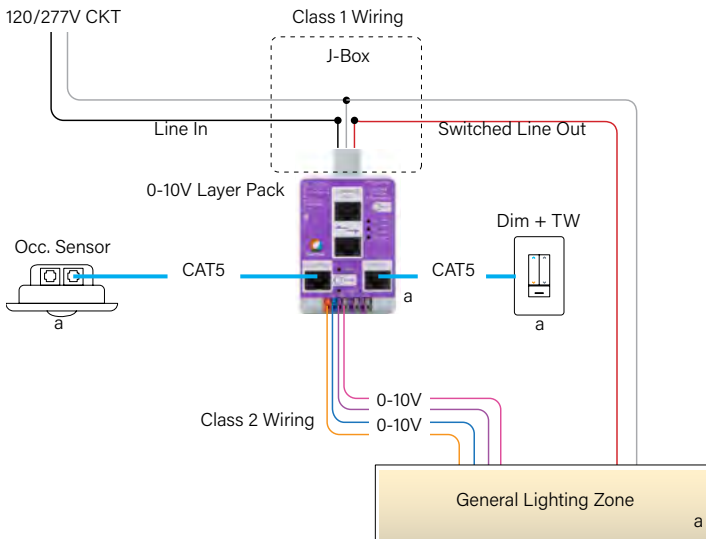 120/277V CKT
Class 1 Wiring
J-Box
Line In
Switched Line Out
0-10V Layer Pack
Dim + TW
Occ. Sensor
CAT5
CAT5
a
a
a
0-10V
Class 2 Wiring
0-10V
General Lighting Zone
a